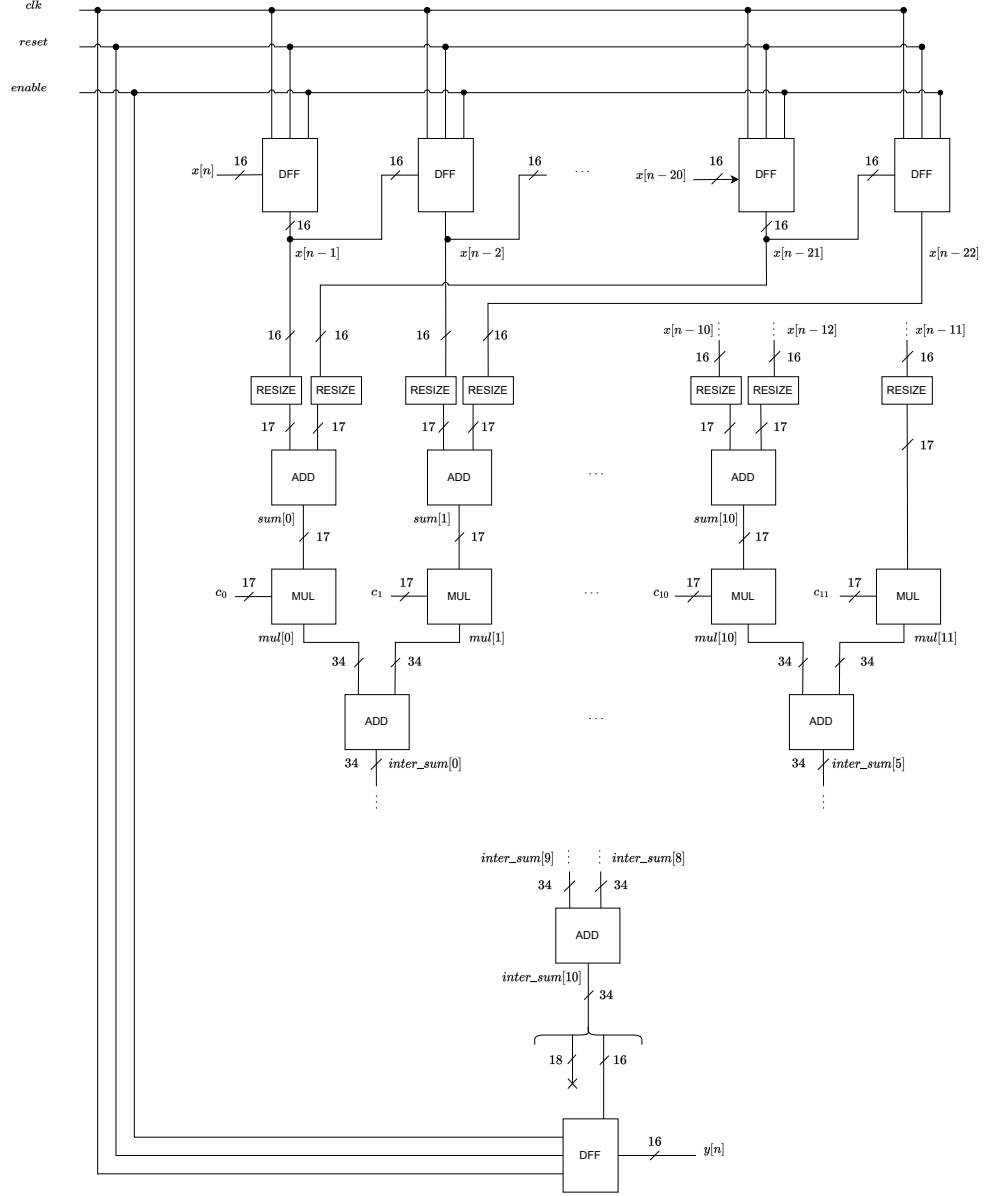 clk
reset
enable
x[n] 16 DFF 16 DFF 16 ... x[n − 20] 16 DFF 16 DFF
16 16
x[n − 1] x[n − 2] x[n − 21] x[n − 22]
16 16 16 16 x[n − 10] x[n − 12] x[n − 11]
16 16 16
RESIZE RESIZE RESIZE RESIZE RESIZE RESIZE RESIZE
17 17 17 17 17 17 17
ADD ADD ... ADD
sum[0] sum[1] sum[10]
17 17 17
c0 17 MUL c1 17 MUL ... c10 17 MUL c11 17 MUL
mul[0] mul[1] mul[10] mul[11]
34 34 34 34
ADD ... ADD
34 inter_sum[0] 34 inter_sum[5]
inter_sum[9] inter_sum[8]
34 34
ADD
inter_sum[10]
34
18 16
DFF 16 y[n]